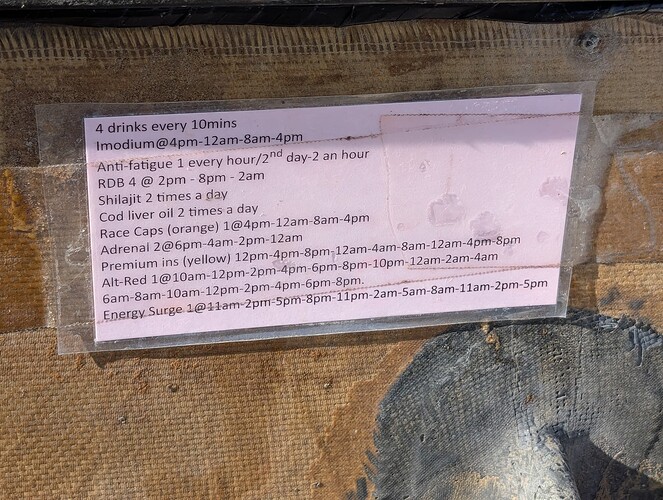 4 drinks every 10mins
Imodium@4pm-12am-8am-4pm
Anti-fatigue 1 every hour/2nd day-2 an hour
RDB 4 @ 2pm - 8pm - 2am
Shilajit 2 times a day
Cod liver oil 2 times a day
Race Caps (orange) 1@4pm-12am-8am-4pm
Adrenal 2@6pm-4am-2pm-12am
Premium ins (yellow) 12pm-4pm-8pm-12am-4am-8am-12am-4pm-8pm
Alt-Red 1@10am-12pm-2pm-4pm-6pm-8pm-10pm-12am-2am-4am
6am-8am-10am-12pm-2pm-4pm-6pm-8pm.
Energy Surge 1@11am-2pm-5pm-8pm-11pm-2am-5am-8am-11am-2pm-5pm